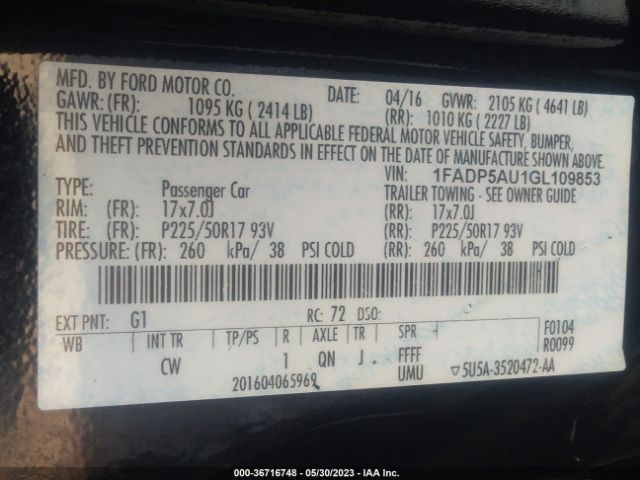 MFD. BY FORD MOTOR CO.
DATE: 04/16 GVWR: 2105 KG ( 4641 LB)
GAWR: (FR): 1095 KG ( 2414 LB) (RR): 1010 KG ( 2227 LB)
THIS VEHICLE CONFORMS TO ALL APPLICABLE FEDERAL MOTOR VEHICLE SAFETY, BUMPER,
AND THEFT PREVENTION STANDARDS IN EFFECT ON THE DATE OF MANUFACTURE SHOWN ABOVE.
VIN: 1FADP5AU1GL109853
TYPE: Passenger Car TRAILER TOWING - SEE OWNER GUIDE
RIM: (FR): 17x7.0J (RR): 17x7.0J
TIRE: (FR): P225/50R17 93V (RR): P225/50R17 93V
PRESSURE: (FR): 260 kPa/ 38 PSI COLD (RR): 260 kPa/ 38 PSI COLD
EXT PNT: G1 RC: 72 DSO: F0104
WB INT TR TP/PS R AXLE TR SPR R0099
CW 1 QN J FFFF
201604065969 UMU ▽5U5A-3520472-AA
000-36716748 - 05/30/2023 - IAA Inc.